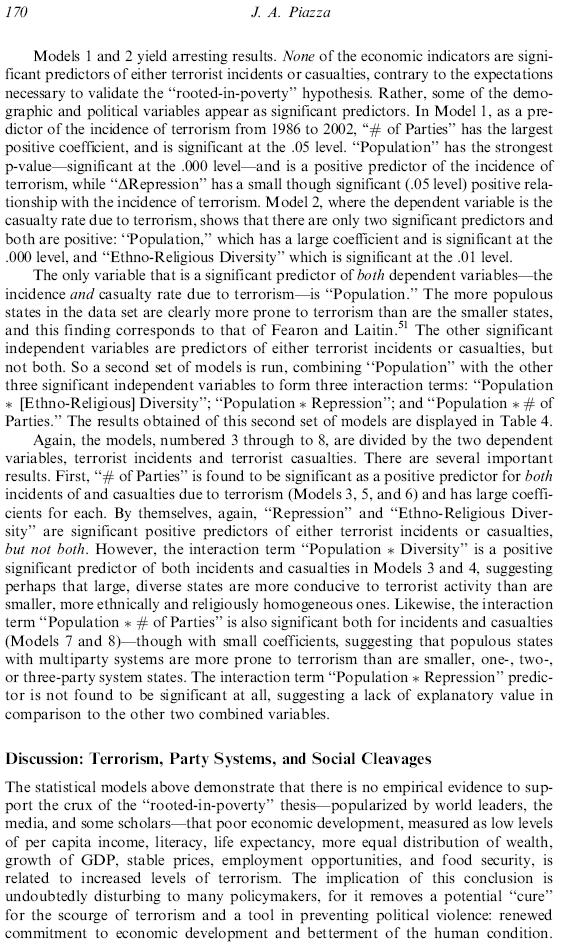 170 J. A. Piazza
Models 1 and 2 yield arresting results. None of the economic indicators are signi-
ficant predictors of either terrorist incidents or casualties, contrary to the expectations
necessary to validate the ‘‘rooted-in-poverty’’ hypothesis. Rather, some of the demo-
graphic and political variables appear as significant predictors. In Model 1, as a pre-
dictor of the incidence of terrorism from 1986 to 2002, ‘‘# of Parties’’ has the largest
positive coefficient, and is significant at the .05 level. ‘‘Population’’ has the strongest
p-value—significant at the .000 level—and is a positive predictor of the incidence of
terrorism, while ‘‘ΔRepression’’ has a small though significant (.05 level) positive rela-
tionship with the incidence of terrorism. Model 2, where the dependent variable is the
casualty rate due to terrorism, shows that there are only two significant predictors and
both are positive: ‘‘Population,’’ which has a large coefficient and is significant at the
.000 level, and ‘‘Ethno-Religious Diversity’’ which is significant at the .01 level.
The only variable that is a significant predictor of both dependent variables—the
incidence and casualty rate due to terrorism—is ‘‘Population.’’ The more populous
states in the data set are clearly more prone to terrorism than are the smaller states,
and this finding corresponds to that of Fearon and Laitin.51 The other significant
independent variables are predictors of either terrorist incidents or casualties, but
not both. So a second set of models is run, combining ‘‘Population’’ with the other
three significant independent variables to form three interaction terms: ‘‘Population
* [Ethno-Religious] Diversity’’; ‘‘Population * Repression’’; and ‘‘Population * # of
Parties.’’ The results obtained of this second set of models are displayed in Table 4.
Again, the models, numbered 3 through to 8, are divided by the two dependent
variables, terrorist incidents and terrorist casualties. There are several important
results. First, ‘‘# of Parties’’ is found to be significant as a positive predictor for both
incidents of and casualties due to terrorism (Models 3, 5, and 6) and has large coeffi-
cients for each. By themselves, again, ‘‘Repression’’ and ‘‘Ethno-Religious Diver-
sity’’ are significant positive predictors of either terrorist incidents or casualties,
but not both. However, the interaction term ‘‘Population * Diversity’’ is a positive
significant predictor of both incidents and casualties in Models 3 and 4, suggesting
perhaps that large, diverse states are more conducive to terrorist activity than are
smaller, more ethnically and religiously homogeneous ones. Likewise, the interaction
term ‘‘Population * # of Parties’’ is also significant both for incidents and casualties
(Models 7 and 8)—though with small coefficients, suggesting that populous states
with multiparty systems are more prone to terrorism than are smaller, one-, two-,
or three-party system states. The interaction term ‘‘Population * Repression’’ predic-
tor is not found to be significant at all, suggesting a lack of explanatory value in
comparison to the other two combined variables.
Discussion: Terrorism, Party Systems, and Social Cleavages
The statistical models above demonstrate that there is no empirical evidence to sup-
port the crux of the ‘‘rooted-in-poverty’’ thesis—popularized by world leaders, the
media, and some scholars—that poor economic development, measured as low levels
of per capita income, literacy, life expectancy, more equal distribution of wealth,
growth of GDP, stable prices, employment opportunities, and food security, is
related to increased levels of terrorism. The implication of this conclusion is
undoubtedly disturbing to many policymakers, for it removes a potential ‘‘cure’’
for the scourge of terrorism and a tool in preventing political violence: renewed
commitment to economic development and betterment of the human condition.